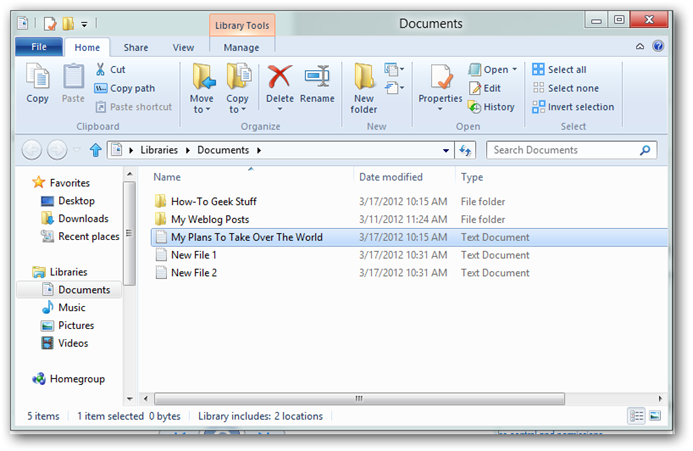 Library Tools
Documents
File Home Share View Manage
Copy
Paste
Cut
Copy path
Paste shortcut
Clipboard
Move to
Copy to
Delete
Rename
Organize
New folder
New
Properties
Open
Edit
History
Open
Select all
Select none
Invert selection
Select
Libraries Documents
Search Documents
Favorites
Desktop
Downloads
Recent places
Libraries
Documents
Music
Pictures
Videos
Homegroup
Name Date modified Type
How-To Geek Stuff 3/17/2012 10:15 AM File folder
My Weblog Posts 3/11/2012 11:24 AM File folder
My Plans To Take Over The World 3/17/2012 10:15 AM Text Document
New File 1 3/17/2012 10:31 AM Text Document
New File 2 3/17/2012 10:31 AM Text Document
5 items 1 item selected 0 bytes Library includes: 2 locations